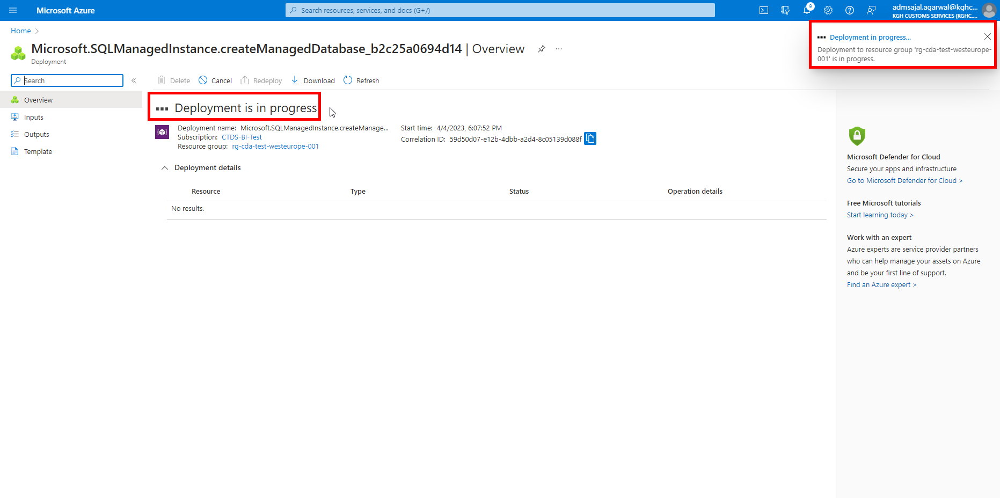 Microsoft Azure
Search resources, services, and docs (G+/)
9
admsajal.agarwal@kghc...
KGH CUSTOMS SERVICES (KGHC....
Home >
Microsoft.SQLManagedInstance.createManagedDatabase_b2c25a0694d14 | Overview
...
Deployment
Deployment in progress...
Deployment to resource group 'rg-cda-test-westeurope-
001' is in progress.
Search
«
Delete
Cancel
Redeploy
Download
Refresh
Overview
Inputs
Outputs
Template
Deployment is in progress
Deployment name: Microsoft.SQLManagedInstance.createManage...
Subscription: CTDS-BI-Test
Resource group: rg-cda-test-westeurope-001
Start time: 4/4/2023, 6:07:52 PM
Correlation ID: 59d50d07-e12b-4dbb-a2d4-8c05139d088f
Deployment details
Resource Type Status Operation details
No results.
Microsoft Defender for Cloud
Secure your apps and infrastructure
Go to Microsoft Defender for Cloud >
Free Microsoft tutorials
Start learning today >
Work with an expert
Azure experts are service provider partners
who can help manage your assets on Azure
and be your first line of support.
Find an Azure expert >